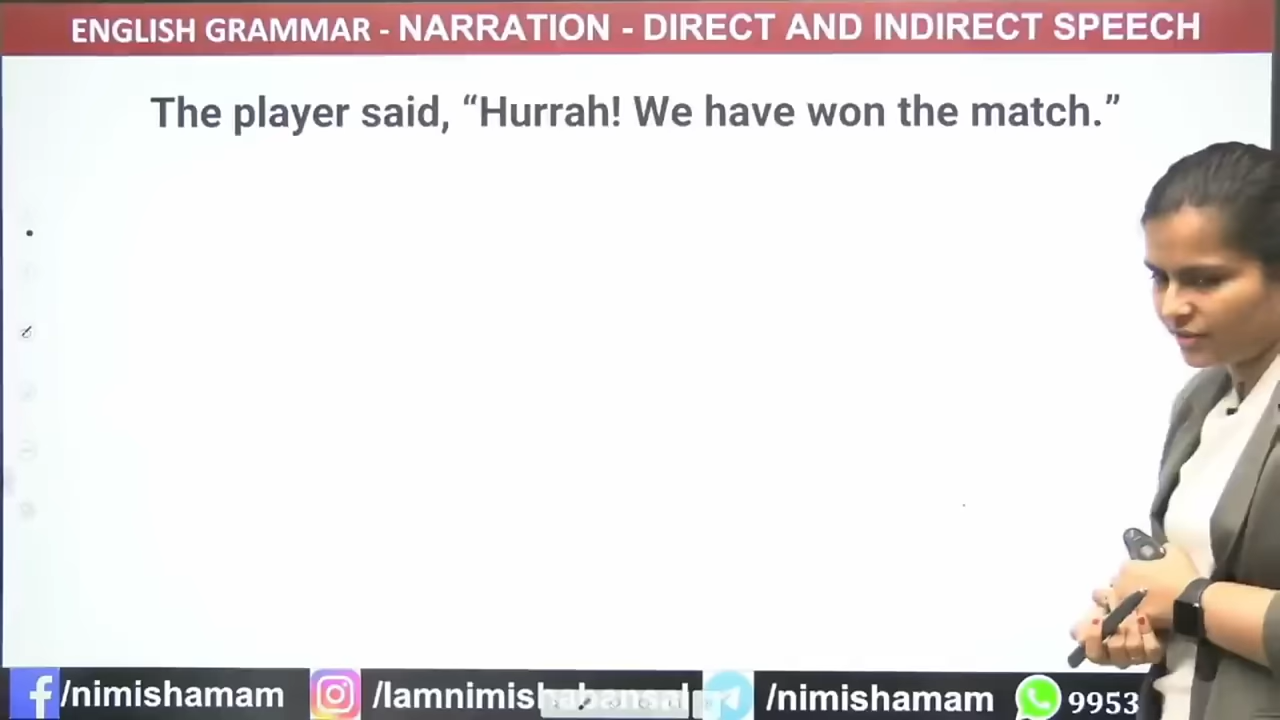 ENGLISH GRAMMAR - NARRATION - DIRECT AND INDIRECT SPEECH
The player said, “Hurrah! We have won the match.”
/nimishamam /Iamnimishabansal /nimishamam 9953